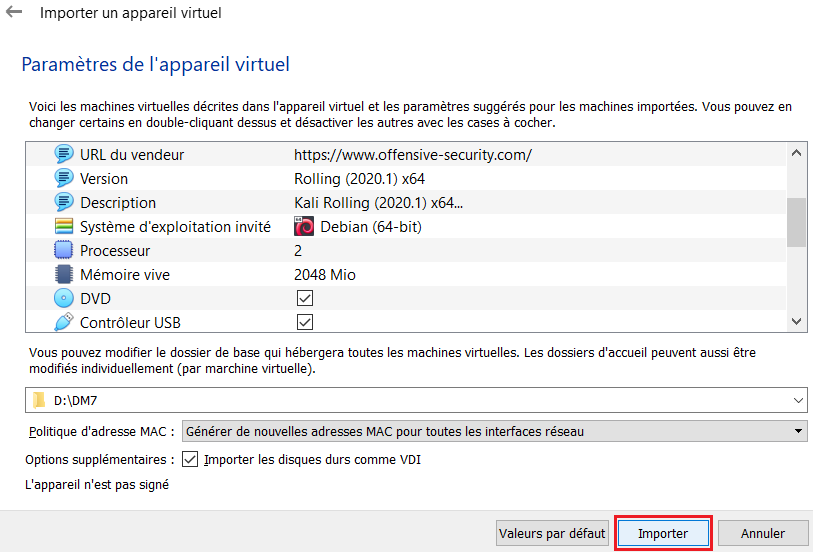 Importer un appareil virtuel
Paramètres de l'appareil virtuel
Voici les machines virtuelles décrites dans l'appareil virtuel et les paramètres suggérés pour les machines importées. Vous pouvez en
changer certains en double-cliquant dessus et désactiver les autres avec les cases à cocher.
URL du vendeur https://www.offensive-security.com/
Version Rolling (2020.1) x64
Description Kali Rolling (2020.1) x64...
Système d'exploitation invité 64 Debian (64-bit)
Processeur 2
Mémoire vive 2048 Mio
DVD
Contrôleur USB
Vous pouvez modifier le dossier de base qui hébergera toutes les machines virtuelles. Les dossiers d'accueil peuvent aussi être
modifiés individuellement (par marchine virtuelle).
D:\DM7
Politique d'adresse MAC : Générer de nouvelles adresses MAC pour toutes les interfaces réseau
Options supplémentaires : Importer les disques durs comme VDI
L'appareil n'est pas signé
Valeurs par défaut Importer Annuler